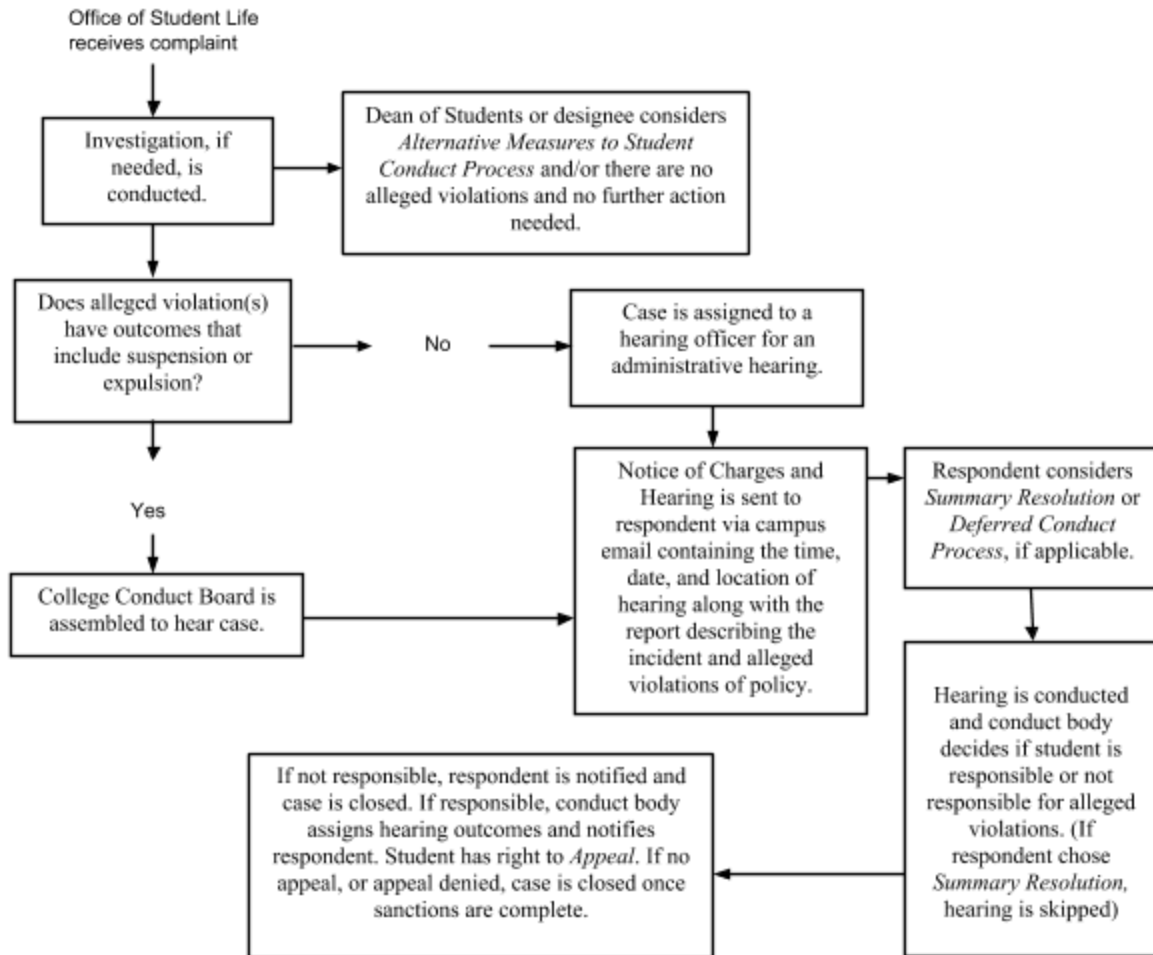 Office of Student Life
receives complaint
Investigation, if
needed, is
conducted.
Dean of Students or designee considers
Alternative Measures to Student
Conduct Process and/or there are no
alleged violations and no further action
needed.
Does alleged violation(s)
have outcomes that
include suspension or
expulsion?
No
Case is assigned to a
hearing officer for an
administrative hearing.
Yes
College Conduct Board is
assembled to hear case.
Notice of Charges and
Hearing is sent to
respondent via campus
email containing the time,
date, and location of
hearing along with the
report describing the
incident and alleged
violations of policy.
Respondent considers
Summary Resolution or
Deferred Conduct
Process, if applicable.
Hearing is conducted
and conduct body
decides if student is
responsible or not
responsible for alleged
violations. (If
respondent chose
Summary Resolution,
hearing is skipped)
If not responsible, respondent is notified and
case is closed. If responsible, conduct body
assigns hearing outcomes and notifies
respondent. Student has right to Appeal. If no
appeal, or appeal denied, case is closed once
sanctions are complete.